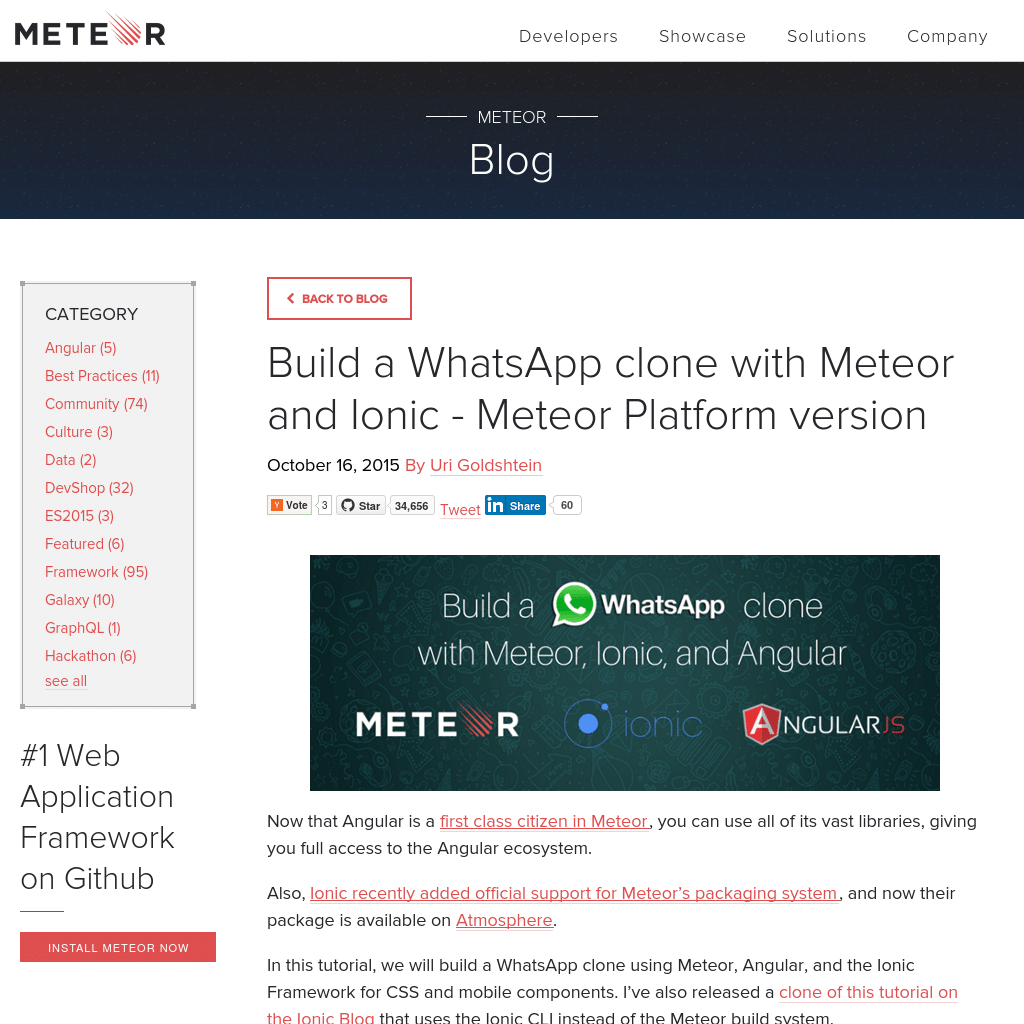 METEOR
Developers Showcase Solutions Company
METEOR
Blog
CATEGORY
Angular (5)
Best Practices (11)
Community (74)
Culture (3)
Data (2)
DevShop (32)
ES2015 (3)
Featured (6)
Framework (95)
Galaxy (10)
GraphQL (1)
Hackathon (6)
see all
#1 Web
Application
Framework
on Github
INSTALL METEOR NOW
BACK TO BLOG
Build a WhatsApp clone with Meteor
and Ionic - Meteor Platform version
October 16, 2015 By Uri Goldshtein
Y Vote 3 Star 34,656 Tweet in Share 60
Build a WhatsApp clone
with Meteor, Ionic, and Angular
METEOR ionic ANGULARJS
Now that Angular is a first class citizen in Meteor, you can use all of its vast libraries, giving
you full access to the Angular ecosystem.
Also, Ionic recently added official support for Meteor’s packaging system, and now their
package is available on Atmosphere.
In this tutorial, we will build a WhatsApp clone using Meteor, Angular, and the Ionic
Framework for CSS and mobile components. I’ve also released a clone of this tutorial on
the Ionic Blog that uses the Ionic CLI instead of the Meteor build system.